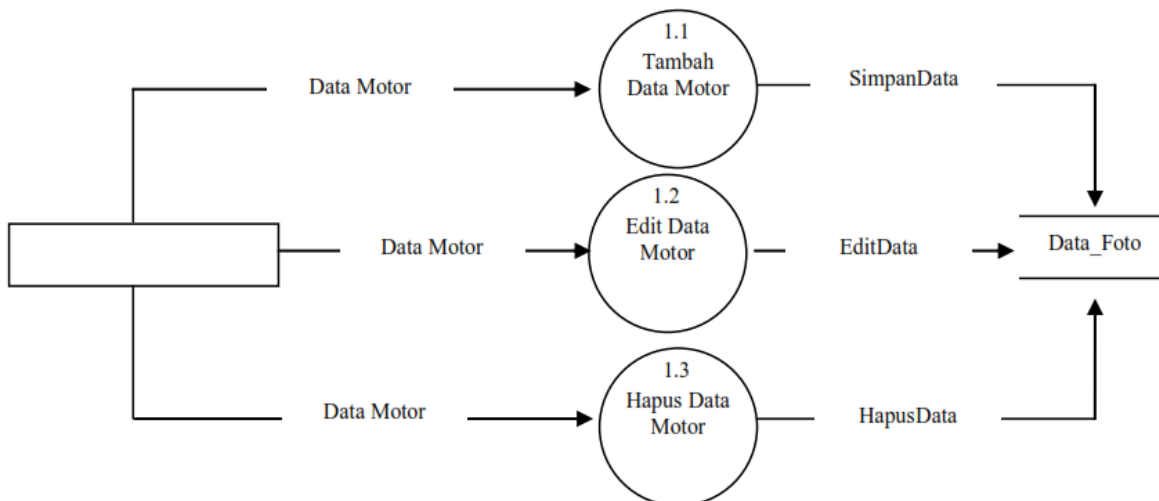 1.1
Tambah
Data Motor
Data Motor
SimpanData
1.2
Edit Data
Motor
Data Motor
EditData
Data_Foto
1.3
Hapus Data
Motor
Data Motor
HapusData